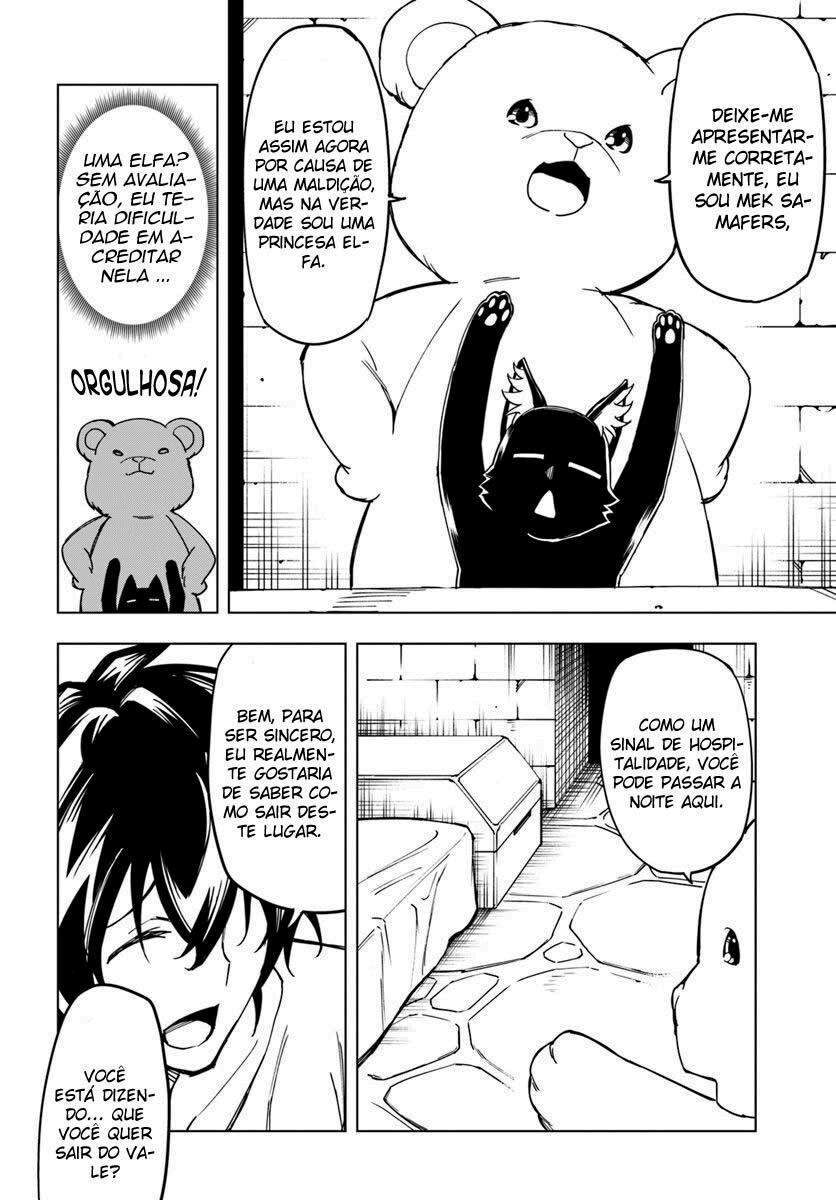 DEIXE-ME
APRESENTAR-
ME CORRETA-
MENTE, EU
SOU MEK SA-
MAFERS,
EU ESTOU
ASSIM AGORA
POR CAUSA DE
UMA MALDIÇÃO,
MAS NA VER-
DADE SOU UMA
PRINCESA EL-
FA.
UMA ELFA?
SEM AVALIA-
ÇÃO, EU TE-
RIA DIFICUL-
DADE EM A-
CREDITAR
NELA ...
ORGULHOSA!
COMO UM
SINAL DE HOSPI-
TALIDADE, VOCÊ
PODE PASSAR A
NOITE AQUI.
BEM, PARA
SER SINCERO,
EU REALMEN-
TE GOSTARIA
DE SABER CO-
MO SAIR DES-
TE LUGAR.
VOCÊ
ESTÁ DIZEN-
DO... QUE
VOCÊ QUER
SAIR DO VA-
LE?